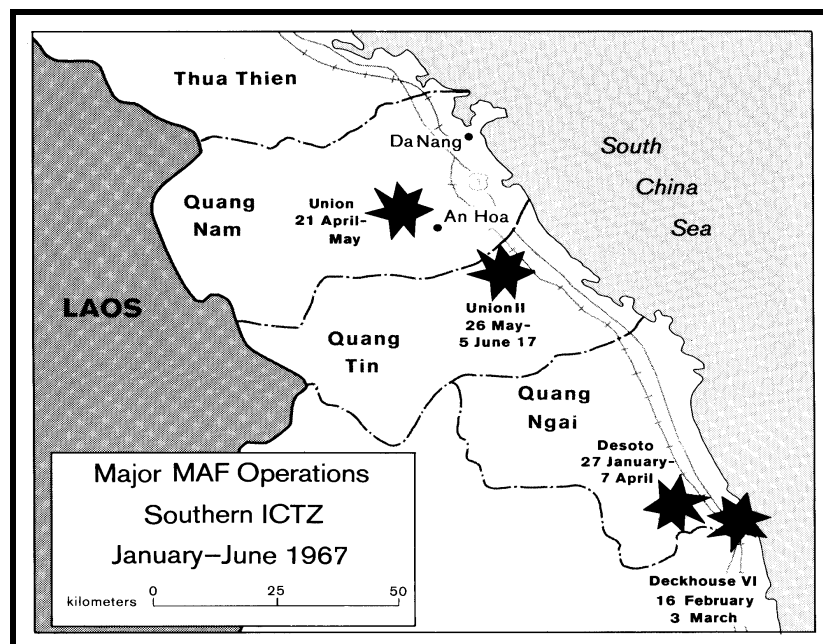 Thua Thien
Da Nang
South
China
Sea
Quang
Nam
Union
21 April-
May
An Hoa
LAOS
Union II
26 May-
5 June 17
Quang
Tin
Quang
Ngai
Desoto
27 January-
7 April
Major MAF Operations
Southern ICTZ
January–June 1967
kilometers 0 25 50
Deckhouse VI
16 February
3 March